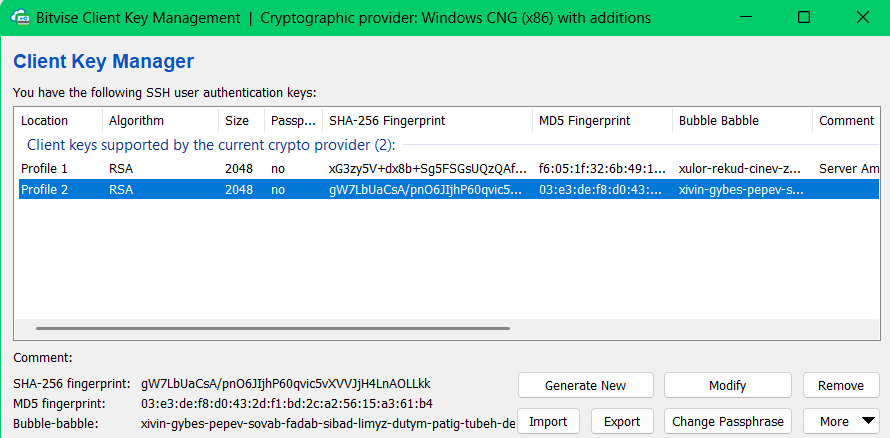 Bitvise Client Key Management | Cryptographic provider: Windows CNG (x86) with additions
Client Key Manager
You have the following SSH user authentication keys:
Location Algorithm Size Passp... SHA-256 Fingerprint MD5 Fingerprint Bubble Babble Comment
Client keys supported by the current crypto provider (2):
Profile 1 RSA 2048 no xG3zy5V+dx8b+Sg5FSGsUQzQAf... f6:05:1f:32:6b:49:1... xulor-rekud-cinev-z... Server Am
Profile 2 RSA 2048 no gW7LbUaCsA/pnO6JIjhP60qvic5... 03:e3:de:f8:d0:43:... xivin-gybes-pepev-s...
Comment:
SHA-256 fingerprint: gW7LbUaCsA/pnO6JIjhP60qvic5vXVVJjH4LnAOLLkk
MD5 fingerprint: 03:e3:de:f8:d0:43:2d:f1:bd:2c:a2:56:15:a3:61:b4
Bubble-babble: xivin-gybes-pepev-sovab-fadab-sibad-limyz-dutym-patig-tubeh-de
Generate New Modify Remove
Import Export Change Passphrase More